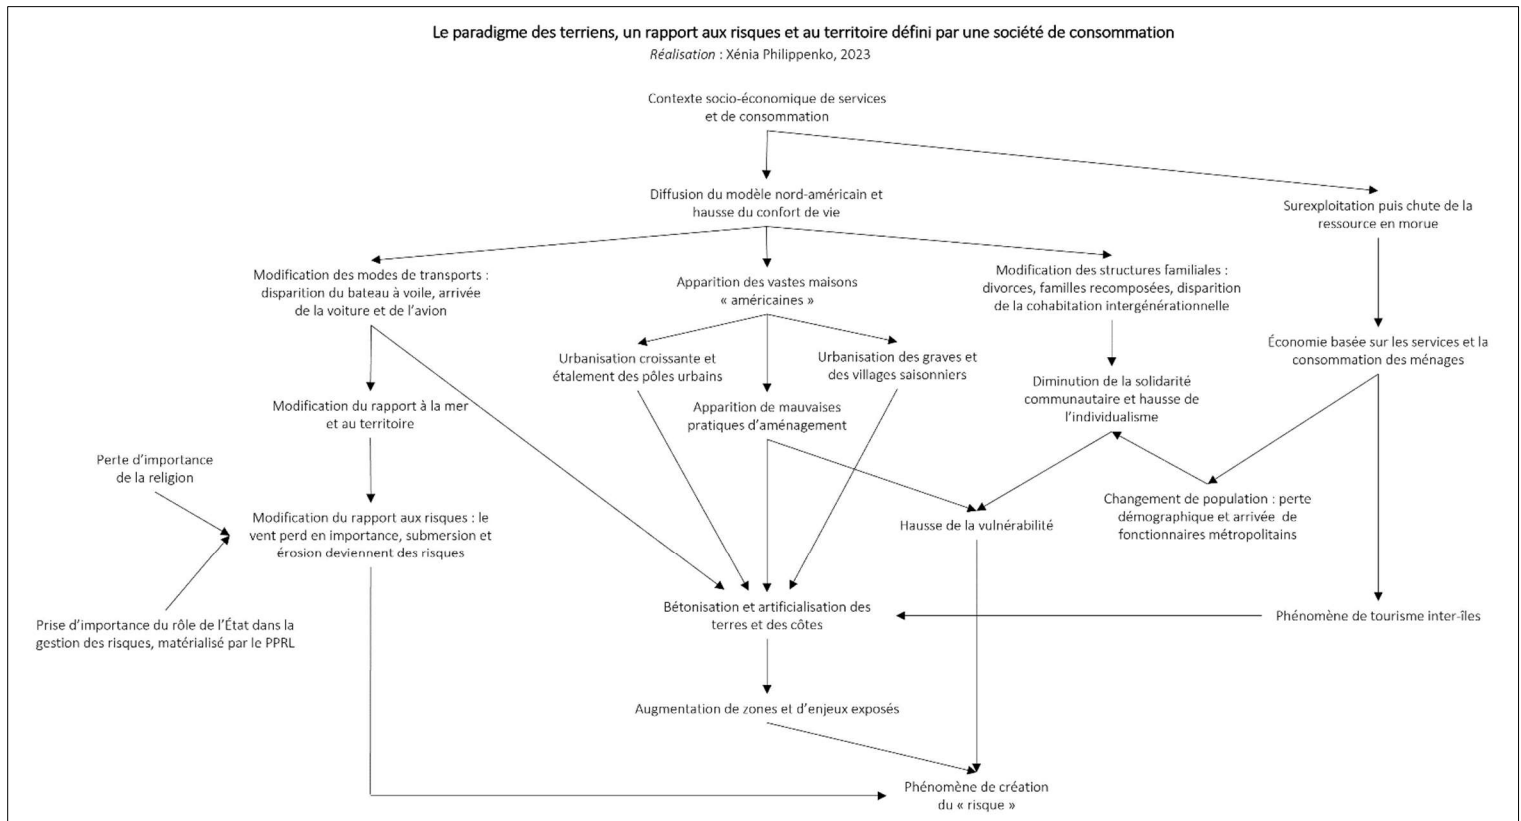 Le paradigme des terriens, un rapport aux risques et au territoire défini par une société de consommation
Réalisation : Xénia Philippenko, 2023
Contexte socio-économique de services
et de consommation
Diffusion du modèle nord-américain et
hausse du confort de vie
Surexploitation puis chute de la
ressource en morue
Modification des modes de transports :
disparition du bateau à voile, arrivée
de la voiture et de l’avion
Apparition des vastes maisons
« américaines »
Modification des structures familiales :
divorces, familles recomposées, disparition
de la cohabitation intergénérationnelle
Urbanisation croissante et
étalement des pôles urbains
Urbanisation des graves et
des villages saisonniers
Économie basée sur les services et la
consommation des ménages
Modification du rapport à la mer
et au territoire
Apparition de mauvaises
pratiques d’aménagement
Diminution de la solidarité
communautaire et hausse de
l’individualisme
Perte d’importance
de la religion
Modification du rapport aux risques : le
vent perd en importance, submersion et
érosion deviennent des risques
Hausse de la vulnérabilité
Changement de population : perte
démographique et arrivée de
fonctionnaires métropolitains
Prise d’importance du rôle de l’État dans la
gestion des risques, matérialisé par le PPRL
Bétonisation et artificialisation des
terres et des côtes
Phénomène de tourisme inter-îles
Augmentation de zones et d’enjeux exposés
Phénomène de création
du « risque »